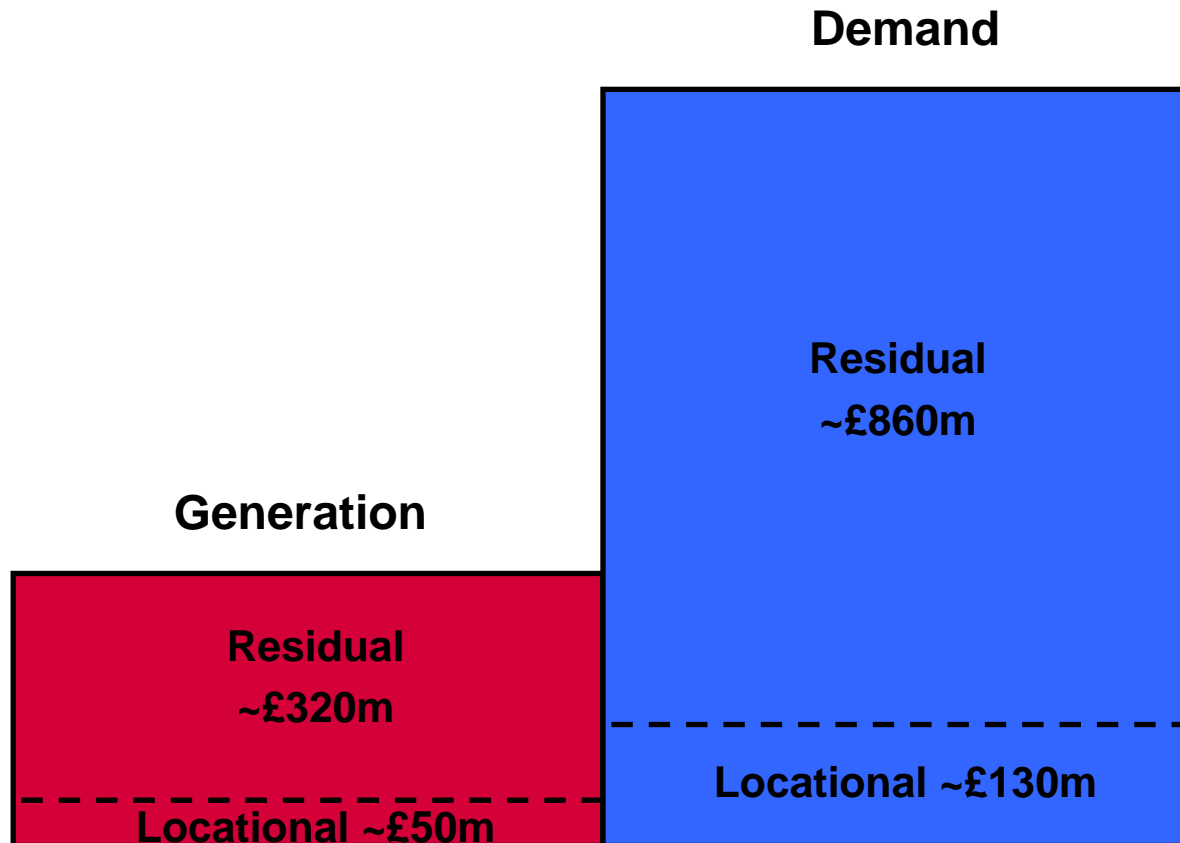 Demand
Residual
~£860m
Generation
Residual
~£320m
Locational ~£130m
Locational ~£50m